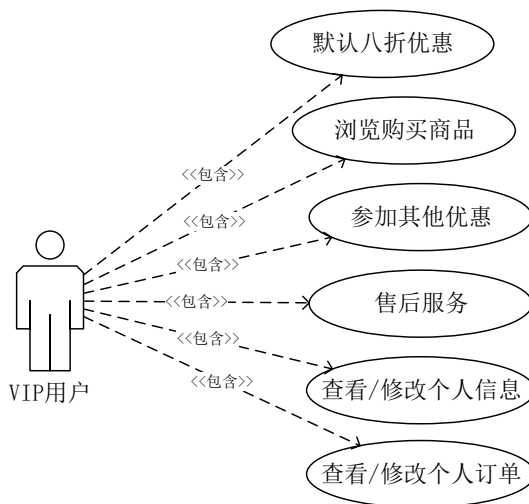 默认八折优惠
浏览购买商品
<<包含>>
<<包含>>
参加其他优惠
<<包含>>
<<包含>>
<<包含>>
售后服务
<<包含>>
查看/修改个人信息
VIP用户
<<包含>>
查看/修改个人订单